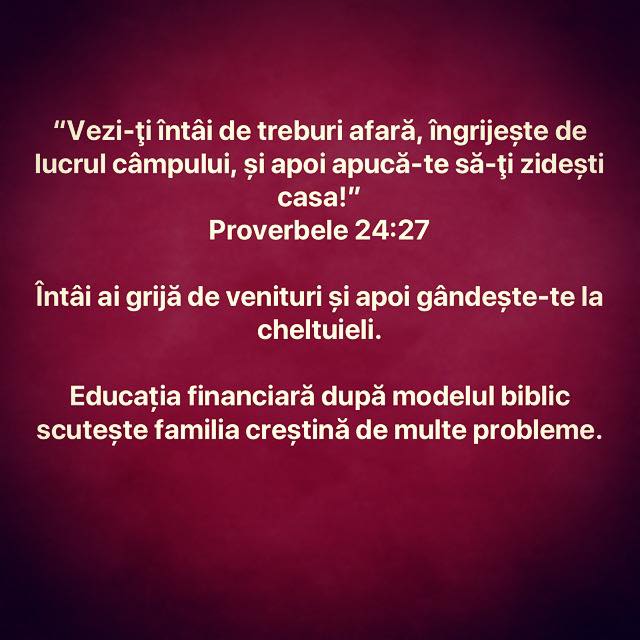 “Vezi-ţi întâi de treburi afară, îngrijește de
lucrul câmpului, și apoi apucă-te să-ţi zidești
casa!”
Proverbele 24:27
Întâi ai grijă de venituri și apoi gândește-te la
cheltuieli.
Educația financiară după modelul biblic
scutește familia creștină de multe probleme.